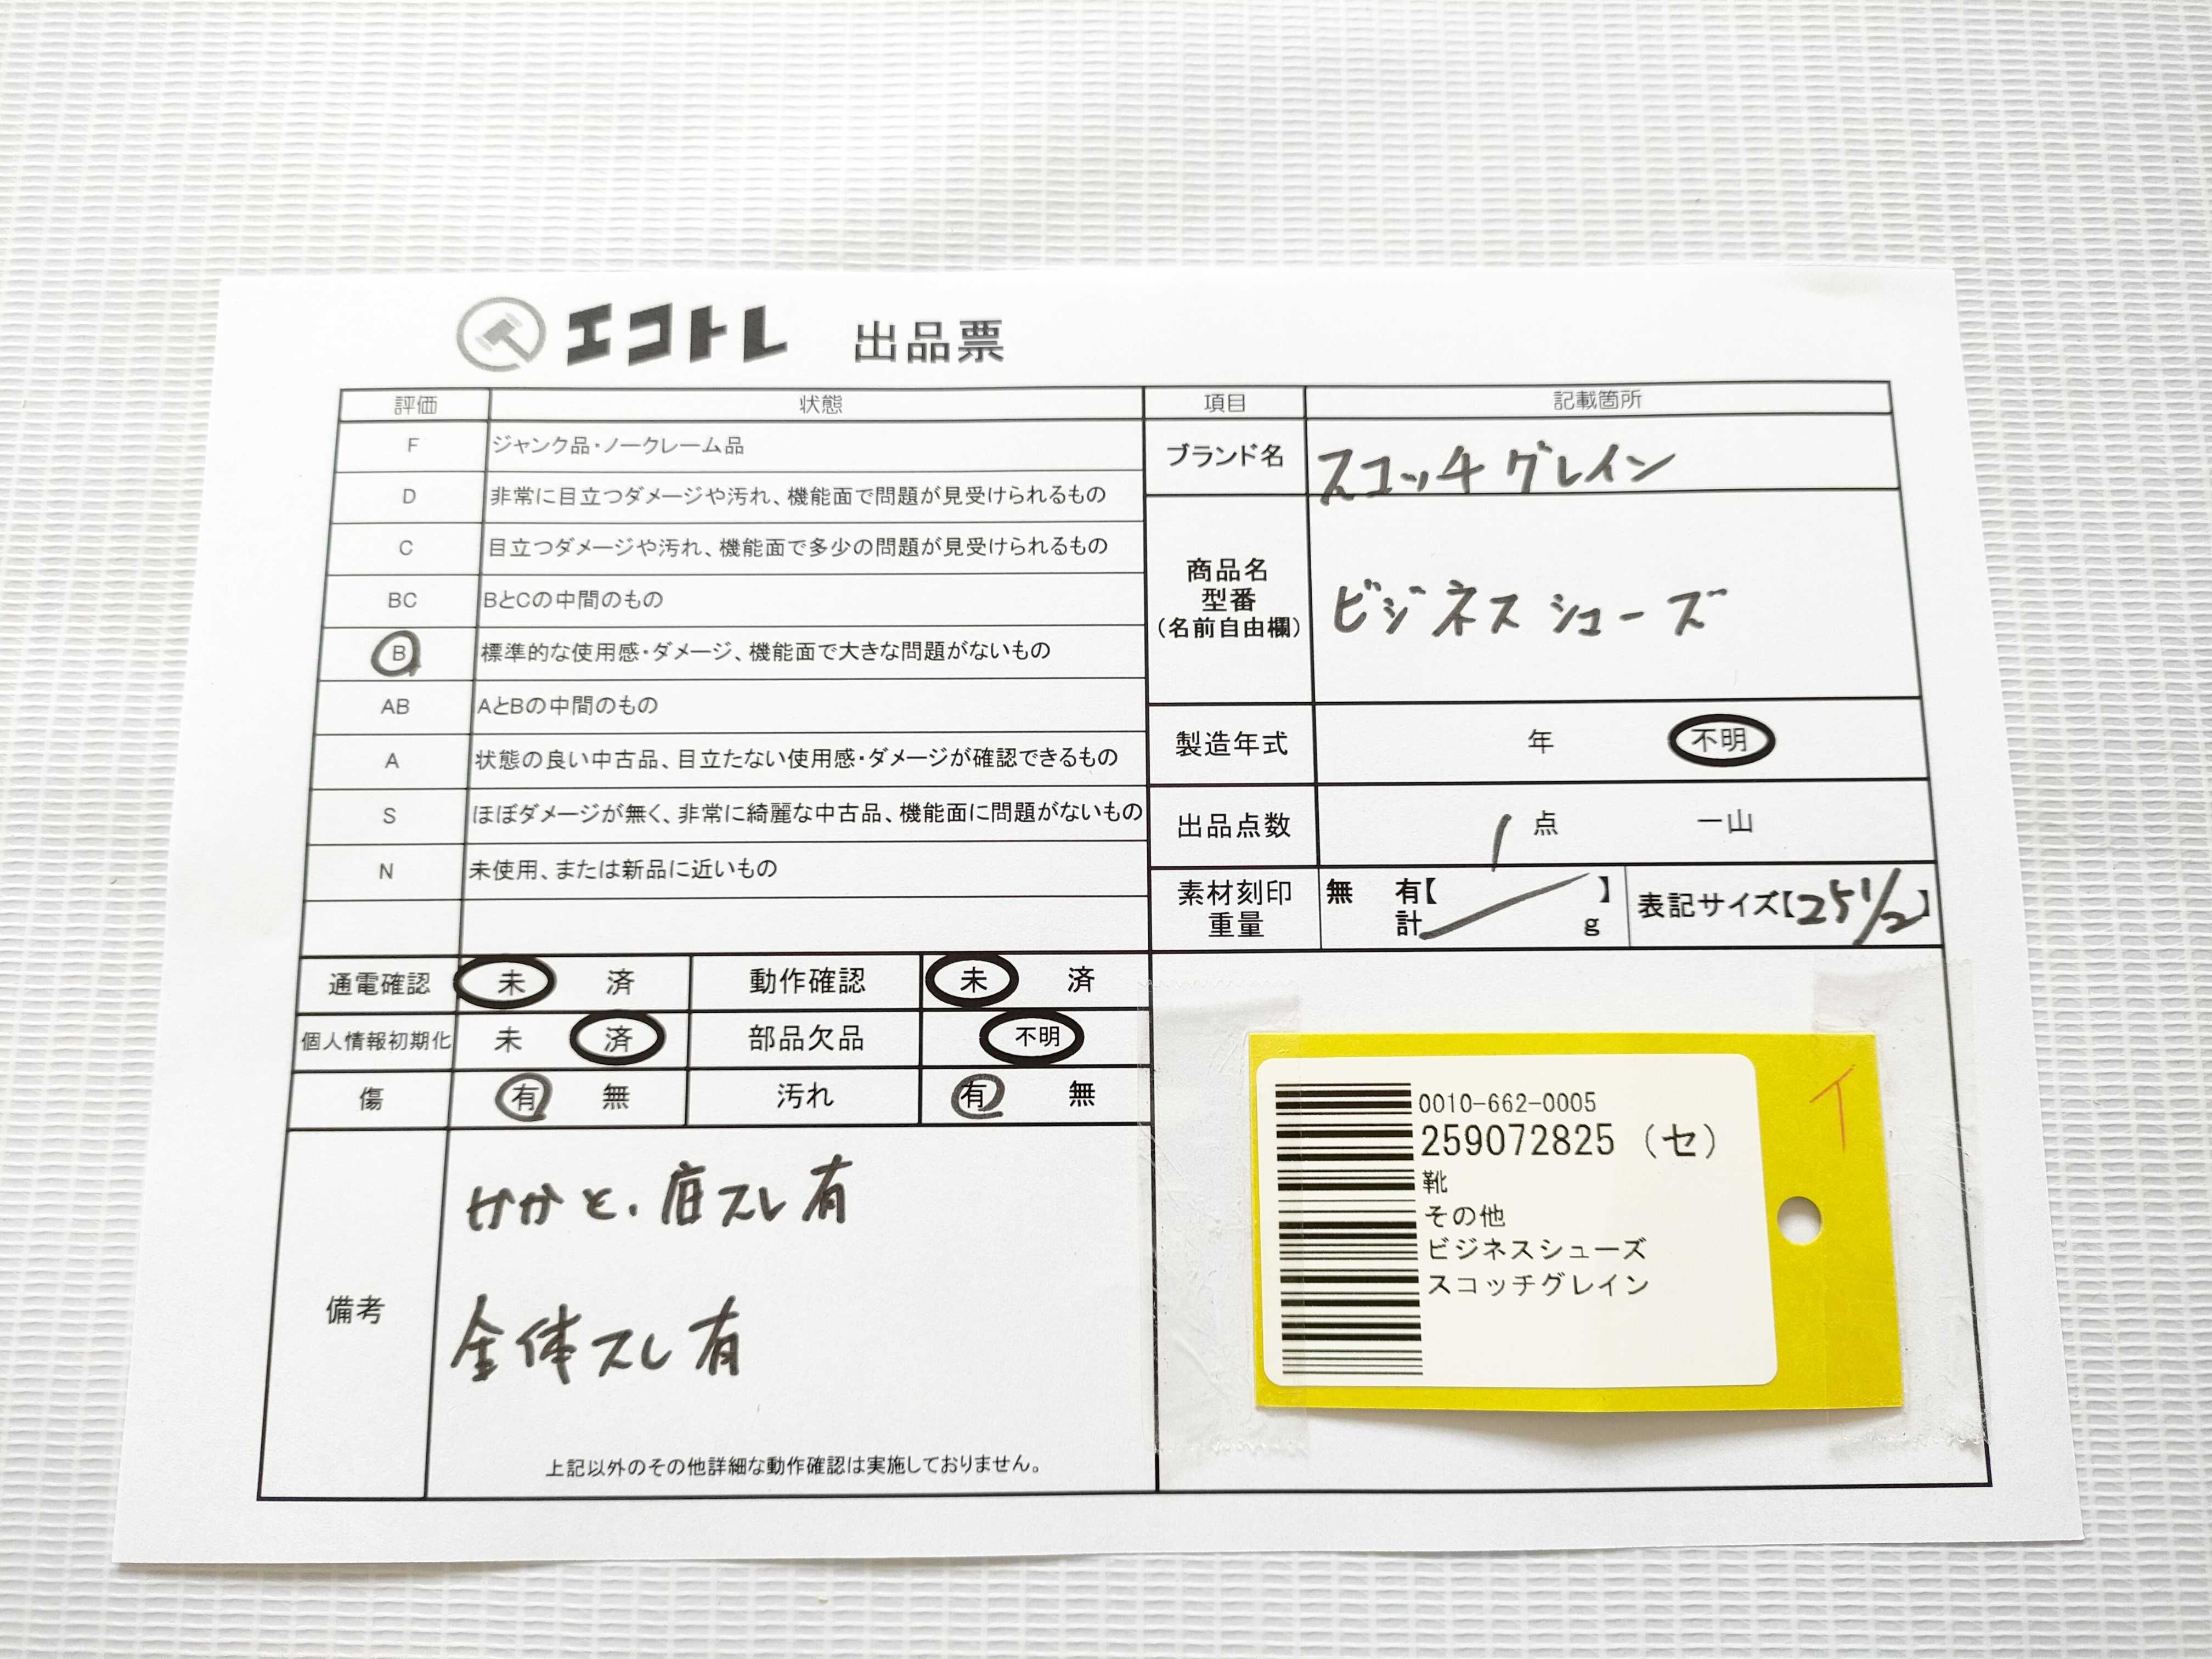 エコトレ 出品票
評価 状態
F ジャンク品・ノークレーム品
D 非常に目立つダメージや汚れ、機能面で問題が見受けられるもの
C 目立つダメージや汚れ、機能面で多少の問題が見受けられるもの
BC BとCの中間のもの
B 標準的な使用感・ダメージ、機能面で大きな問題がないもの
AB AとBの中間のもの
A 状態の良い中古品、目立たない使用感・ダメージが確認できるもの
S ほぼダメージが無く、非常に綺麗な中古品、機能面に問題がないもの
N 未使用、または新品に近いもの
項目 記載箇所
ブランド名 スコッチグレイン
商品名
型番
（名前自由欄）
ビジネスシューズ
製造年式 年 不明
出品点数 1 点 一山
素材刻印 無 有【 】
重量 計 g
表記サイズ【25 1/2】
通電確認 未 済 動作確認 未 済
個人情報初期化 未 済 部品欠品 不明
傷 有 無 汚れ 有 無
備考
かかと、底スレ有
全体スレ有
上記以外のその他詳細な動作確認は実施しておりません。
0010-662-0005
259072825 (セ)
靴
その他
ビジネスシューズ
スコッチグレイン
イ